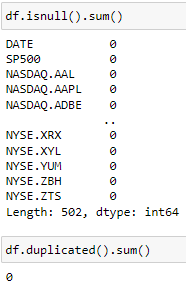 df.isnull().sum()
DATE 0
SP500 0
NASDAQ.AAL 0
NASDAQ.AAPL 0
NASDAQ.ADBE 0
..
NYSE.XRX 0
NYSE.XYL 0
NYSE.YUM 0
NYSE.ZBH 0
NYSE.ZTS 0
Length: 502, dtype: int64
df.duplicated().sum()
0